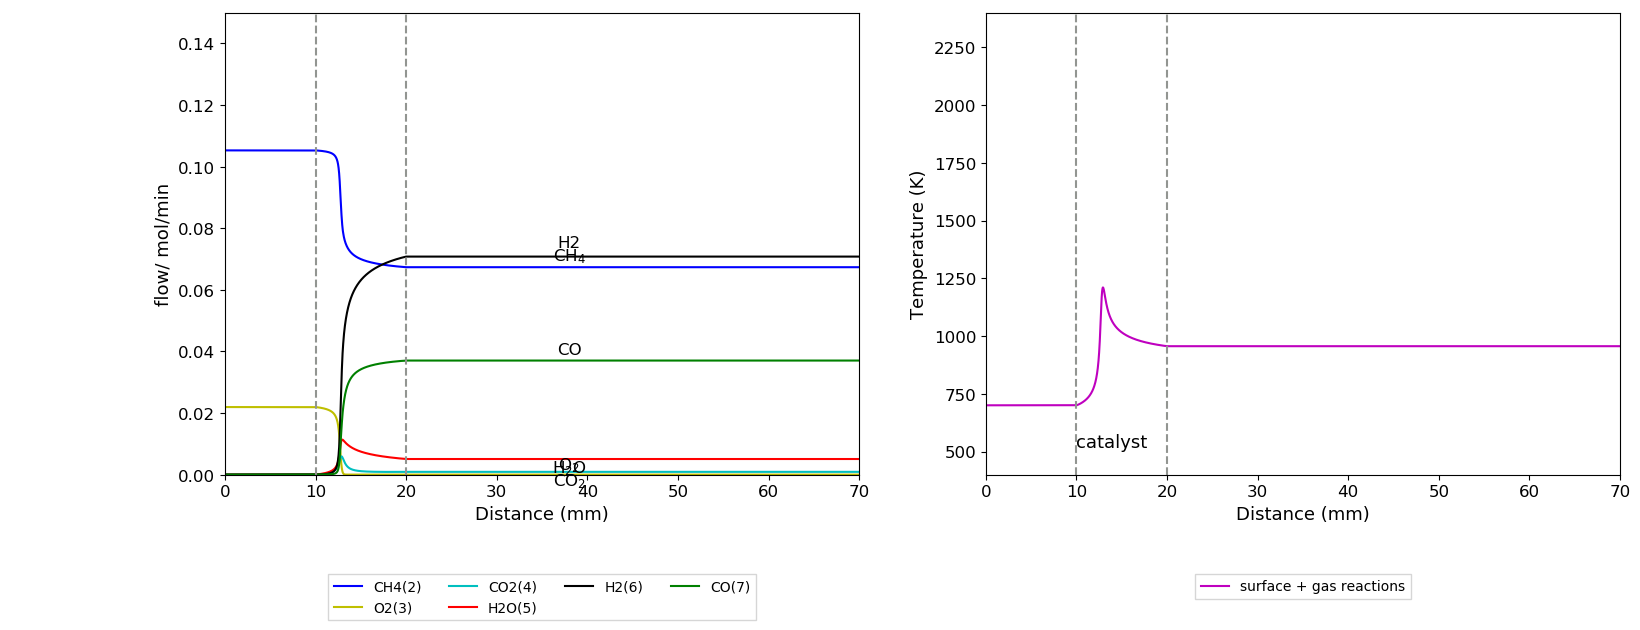 0.14
0.12
0.10
0.08
0.06
0.04
0.02
0.00
flow/ mol/min
H2
CH₄
CO
O₂
H₂O
CO₂
0 10 20 30 40 50 60 70
Distance (mm)
CH4(2) CO2(4) H2(6) CO(7)
O2(3) H2O(5)
2250
2000
1750
1500
1250
1000
750
500
Temperature (K)
catalyst
0 10 20 30 40 50 60 70
Distance (mm)
surface + gas reactions